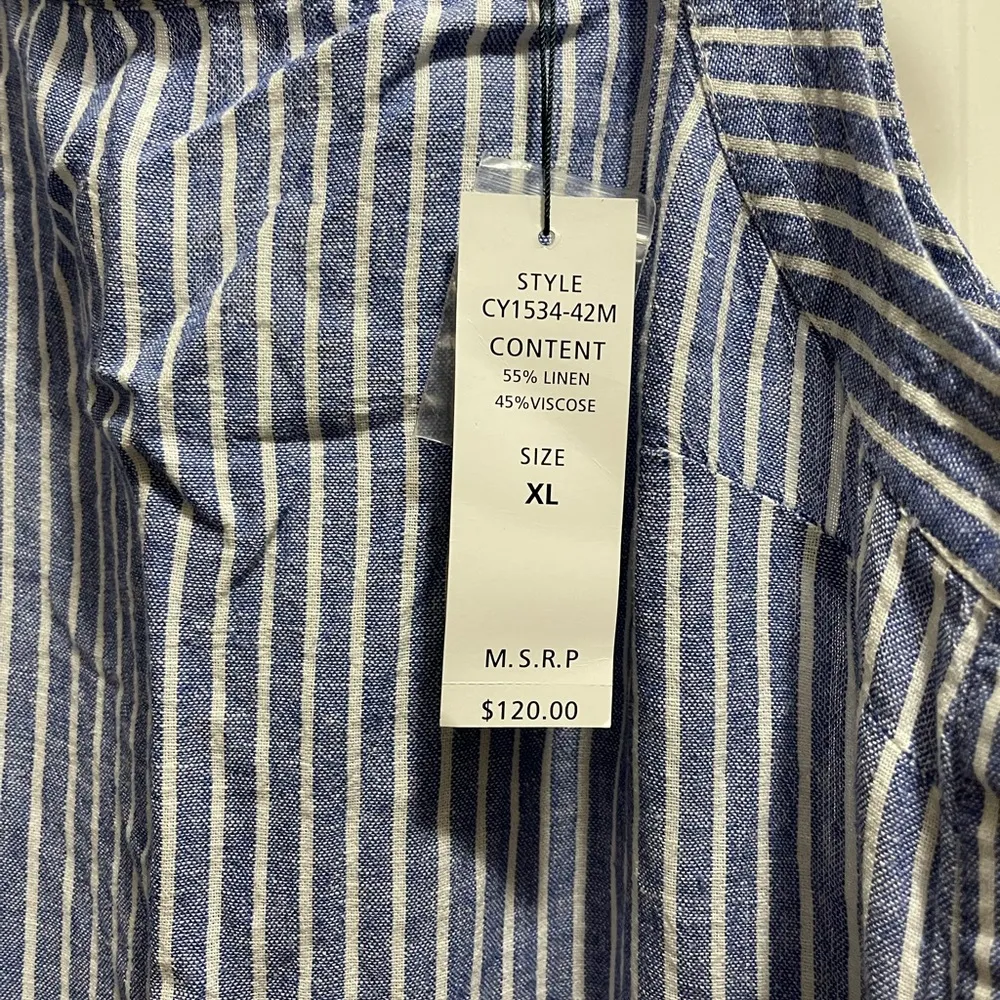 STYLE
CY1534-42M
CONTENT
55% LINEN
45%VISCOSE
SIZE
XL
M.S.R.P
$120.00